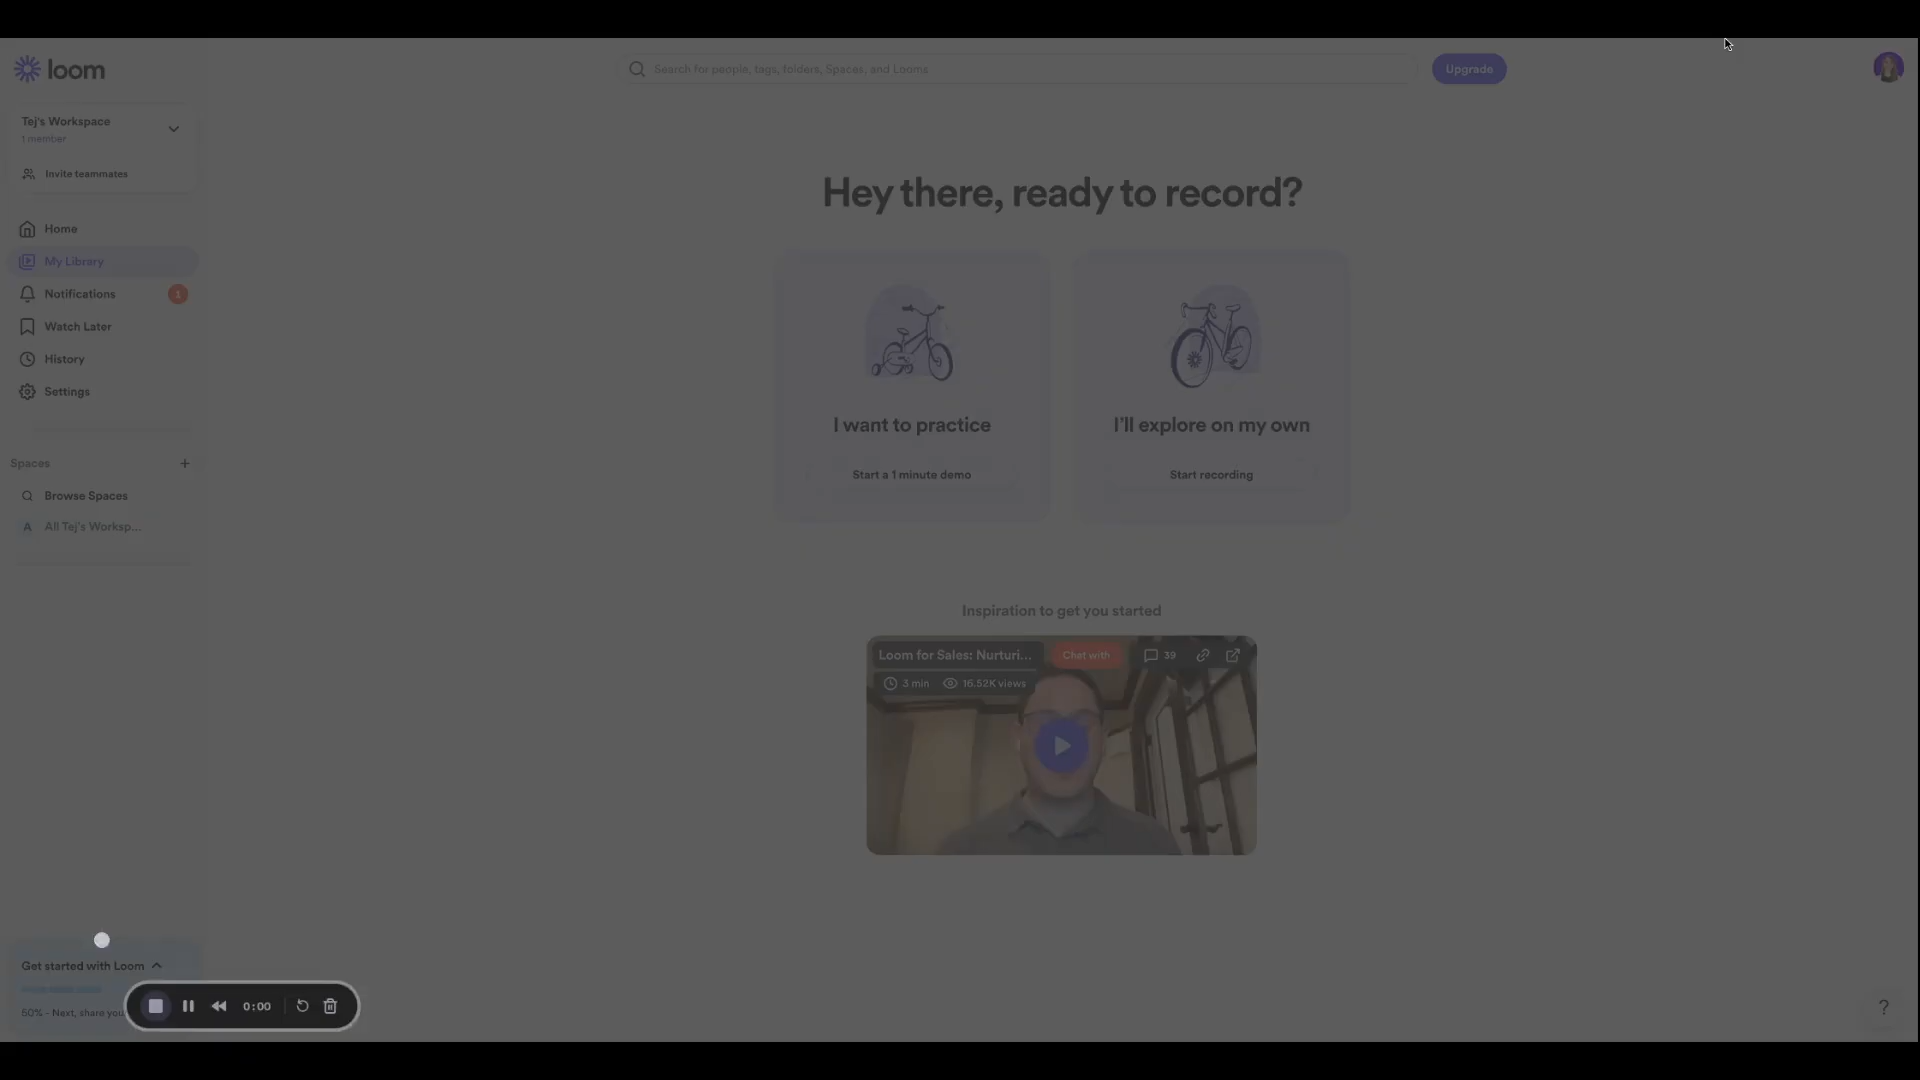 loom
Search for people, tags, folders, Spaces, and Looms
Upgrade
Tej's Workspace
1 member
Invite teammates
Home
My Library
Notifications
1
Watch Later
History
Settings
Spaces
+
Browse Spaces
A All Tej's Worksp...
Hey there, ready to record?
I want to practice
Start a 1 minute demo
I'll explore on my own
Start recording
Inspiration to get you started
Loom for Sales: Nurturi...
Chat with
39
3 min
16.52K views
Get started with Loom
50% - Next, share you
0:00
?